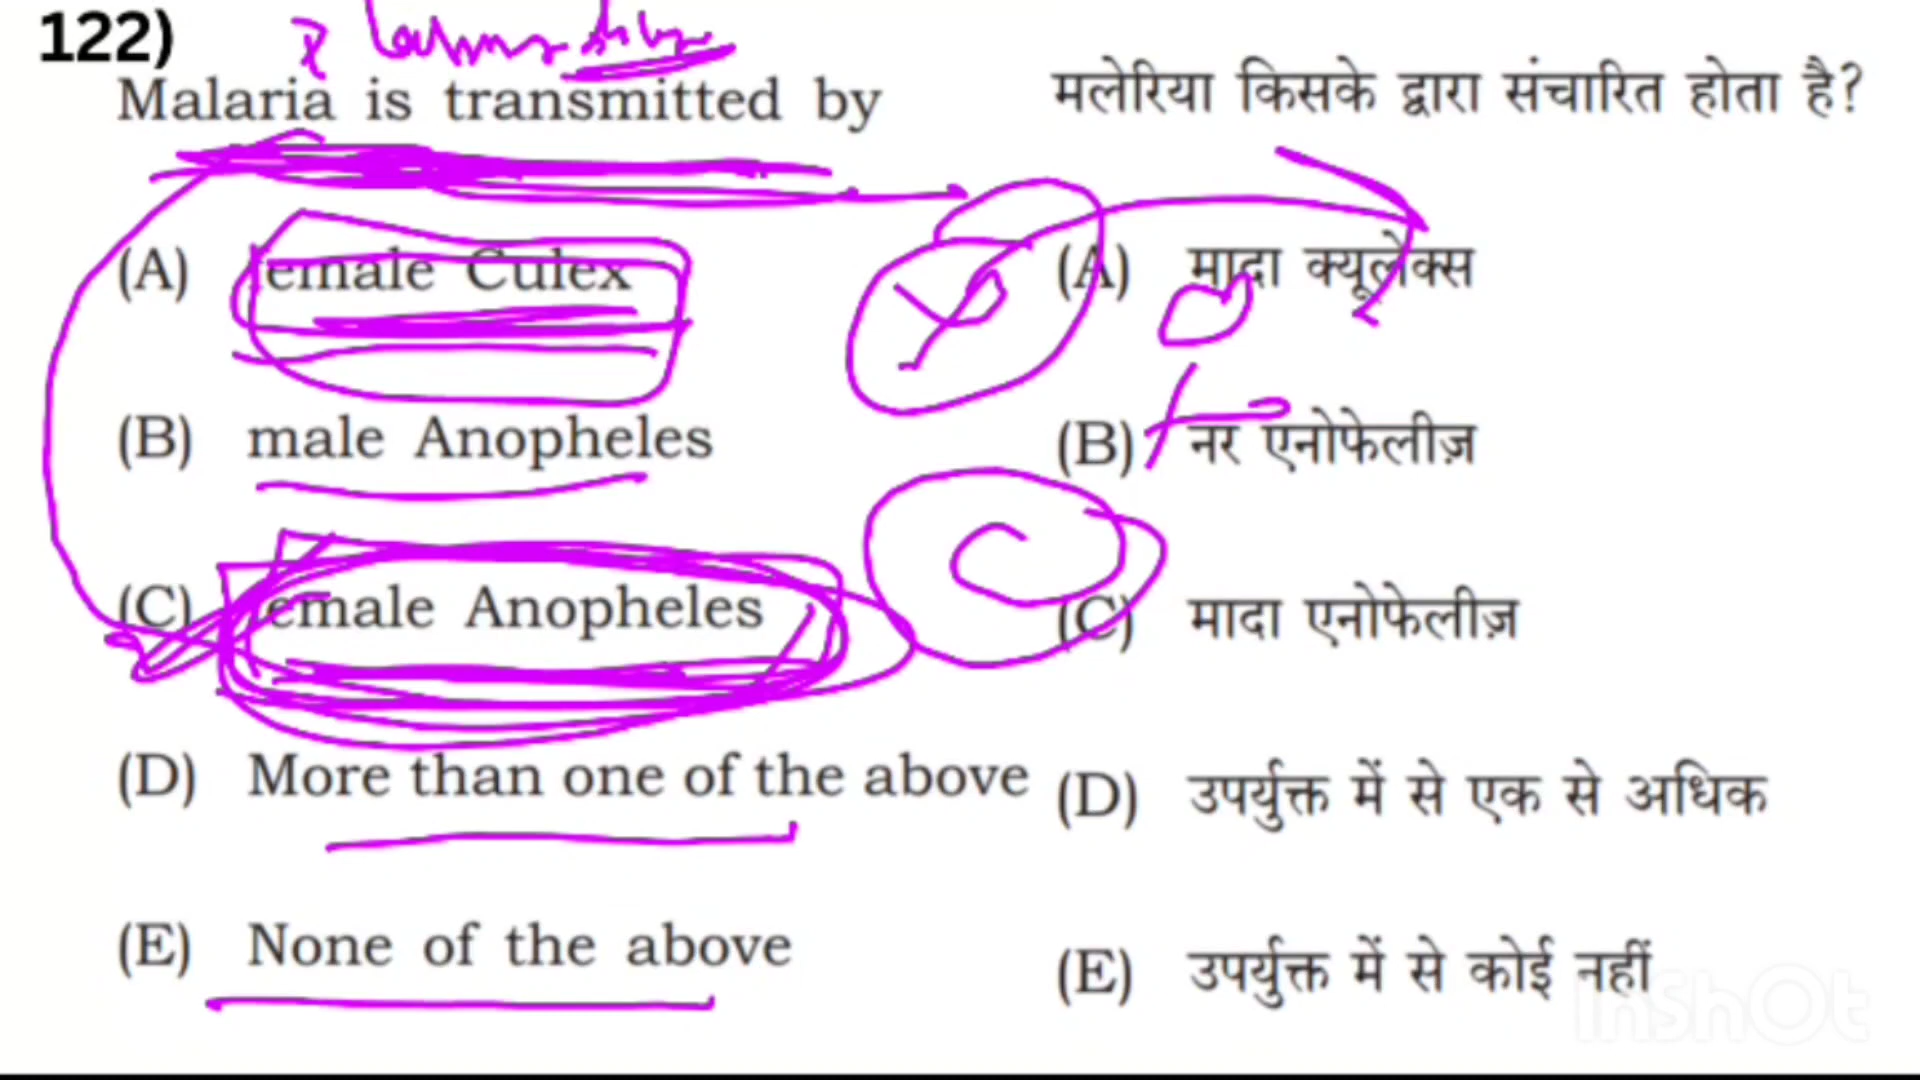 122)
Malaria is transmitted by
(A) female Culex
(B) male Anopheles
(C) female Anopheles
(D) More than one of the above
(E) None of the above
मलेरिया किसके द्वारा संचारित होता है?
(A) मादा क्यूलेक्स
(B) नर एनोफेलीज़
(C) मादा एनोफेलीज़
(D) उपर्युक्त में से एक से अधिक
(E) उपर्युक्त में से कोई नहीं
InShOt